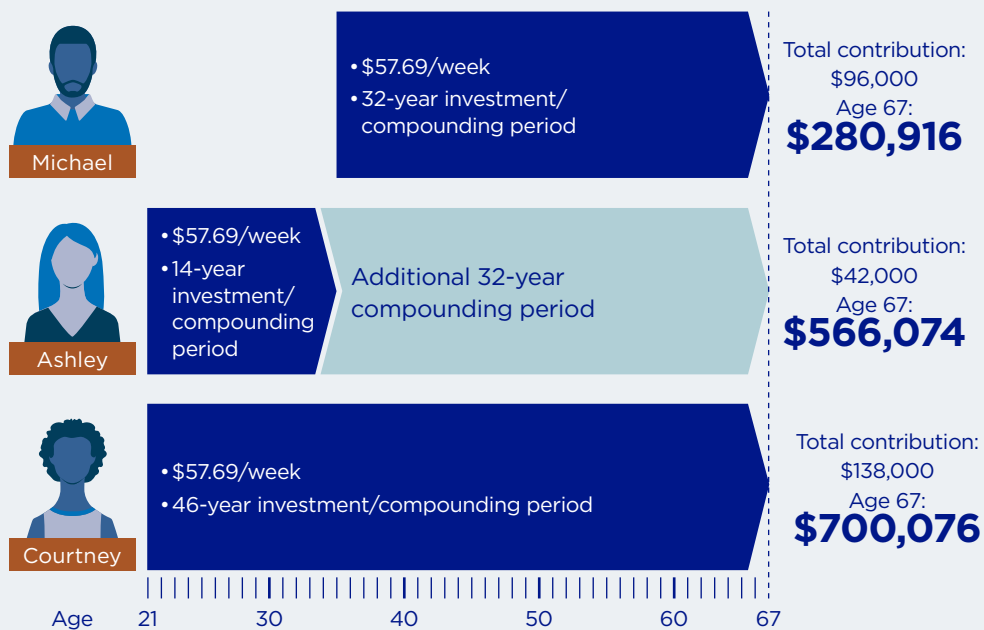 • $57.69/week
• 32-year investment/
compounding period
Total contribution:
$96,000
Age 67:
$280,916
Michael
• $57.69/week
• 14-year
investment/
compounding
period
Additional 32-year
compounding period
Total contribution:
$42,000
Age 67:
$566,074
Ashley
• $57.69/week
• 46-year investment/compounding period
Total contribution:
$138,000
Age 67:
$700,076
Courtney
Age 21 30 40 50 60 67